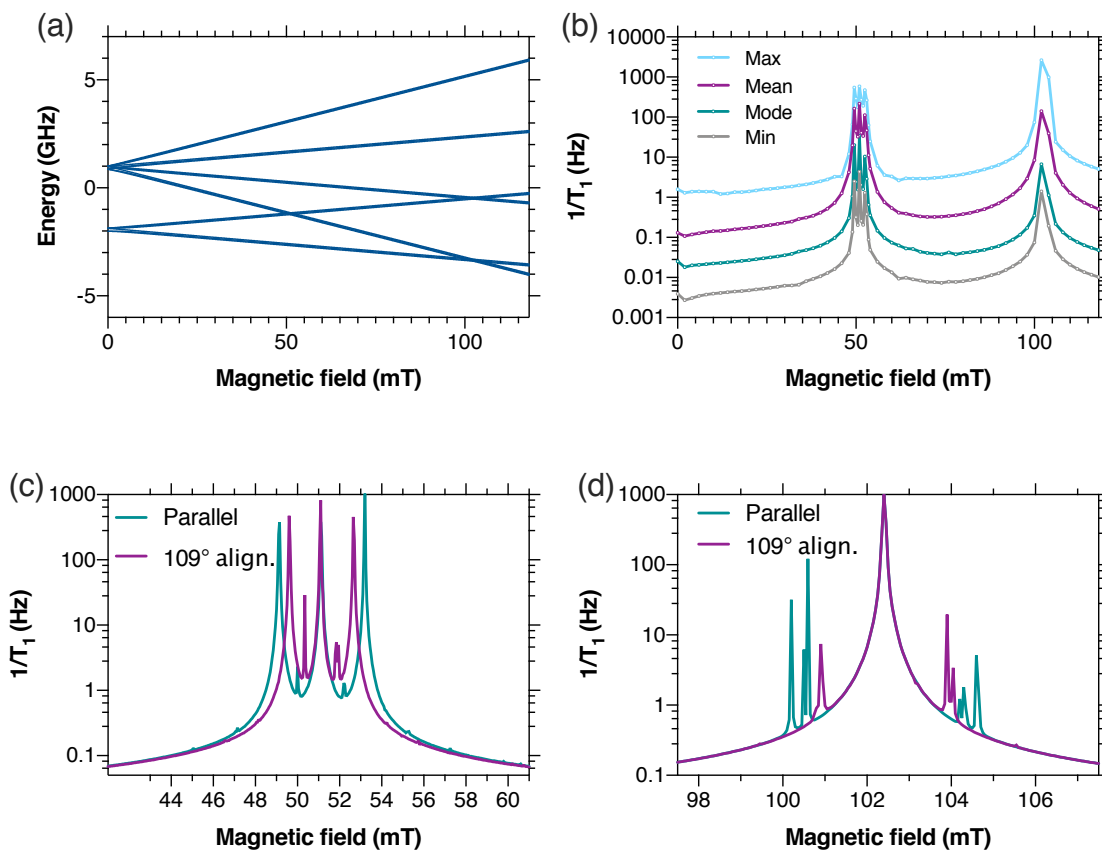 (a)
Energy (GHz)
5
0
-5
0
50
100
Magnetic field (mT)
(b)
1/T1 (Hz)
10000
1000
100
10
1
0.1
0.01
0.001
Max
Mean
Mode
Min
0
50
100
Magnetic field (mT)
(c)
1/T1 (Hz)
1000
100
10
1
0.1
Parallel
109° align.
44 46 48 50 52 54 56 58 60
Magnetic field (mT)
(d)
1/T1 (Hz)
1000
100
10
1
0.1
Parallel
109° align.
98 100 102 104 106
Magnetic field (mT)